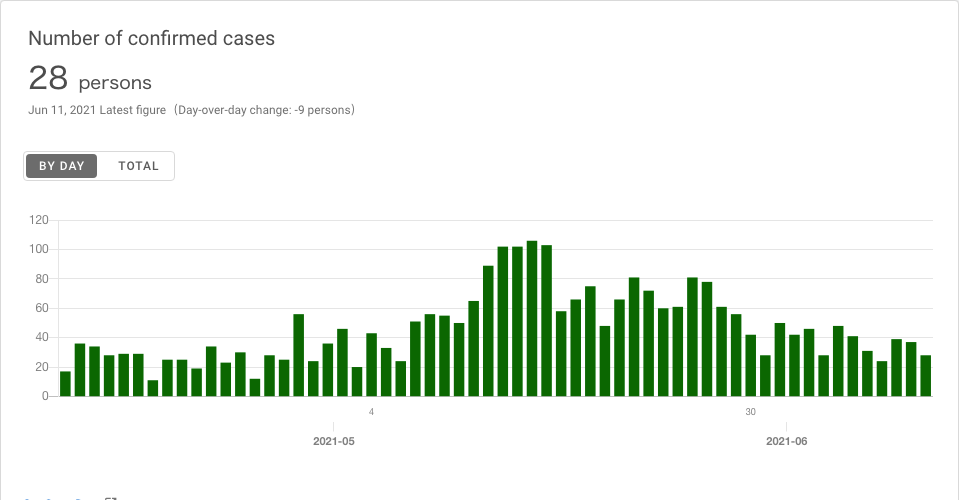 Number of confirmed cases
28 persons
Jun 11, 2021 Latest figure（Day-over-day change: -9 persons）
BY DAY TOTAL
120
100
80
60
40
20
0
4 30
2021-05 2021-06